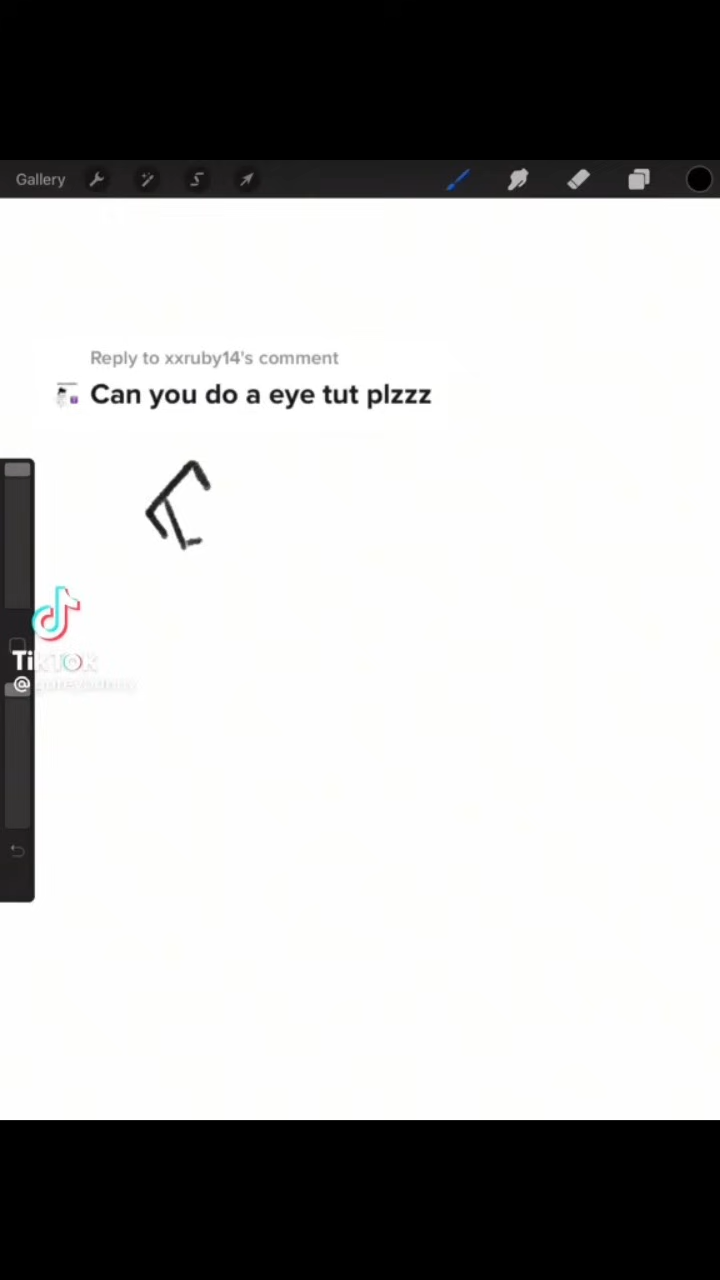 Gallery
Reply to xxruby14's comment
Can you do a eye tut plzzz
TikTok
@